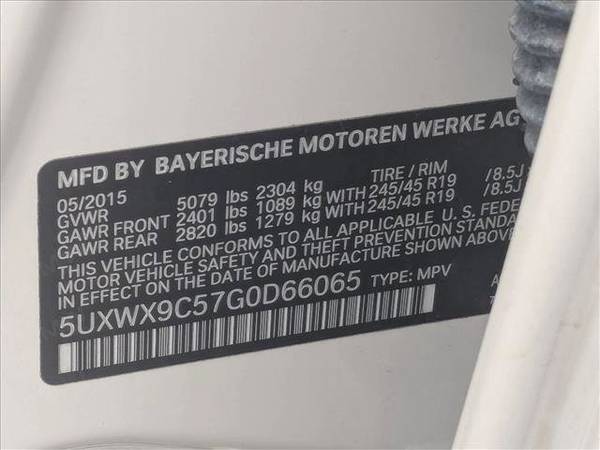 MFD BY BAYERISCHE MOTOREN WERKE AG
05/2015 TIRE / RIM
GVWR 5079 lbs 2304 kg
GAWR FRONT 2401 lbs 1089 kg WITH 245/45 R19 /8.5J
GAWR REAR 2820 lbs 1279 kg WITH 245/45 R19 /8.5J
THIS VEHICLE CONFORMS TO ALL APPLICABLE U. S. FEDE
MOTOR VEHICLE SAFETY AND THEFT PREVENTION STANDA
IN EFFECT ON THE DATE OF MANUFACTURE SHOWN ABOVE
5UXWX9C57G0D66065 TYPE: MPV